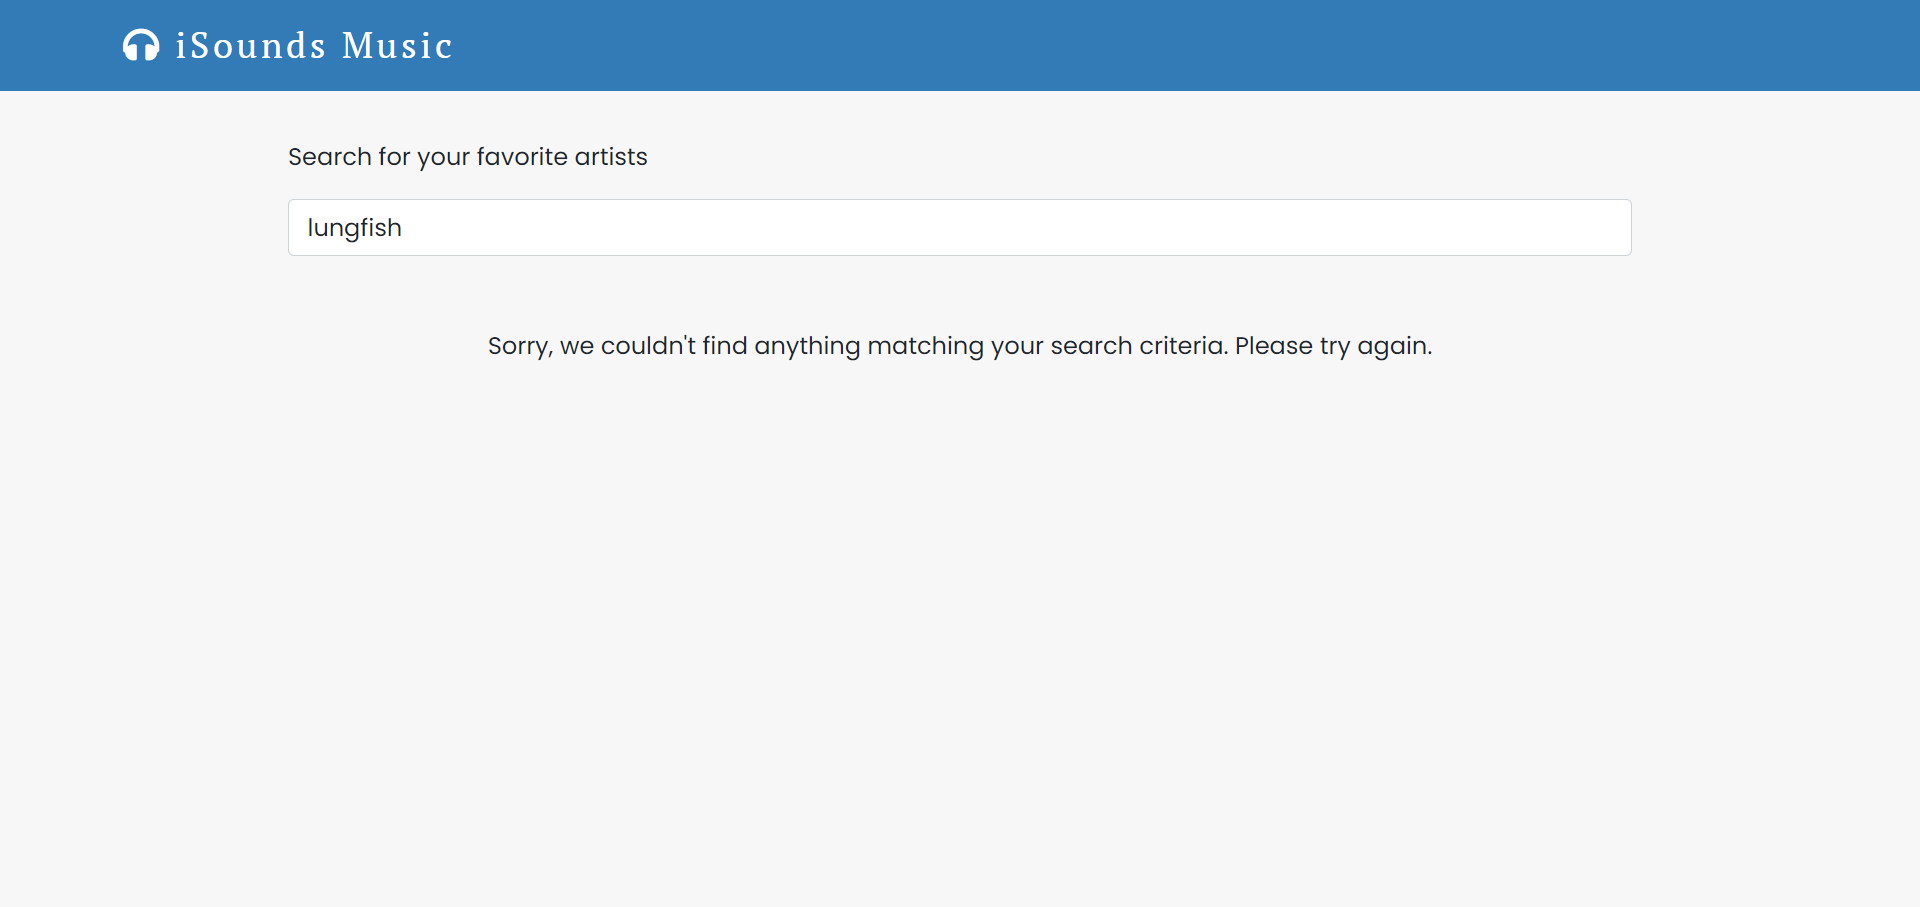 iSounds Music
Search for your favorite artists
lungfish
Sorry, we couldn't find anything matching your search criteria. Please try again.